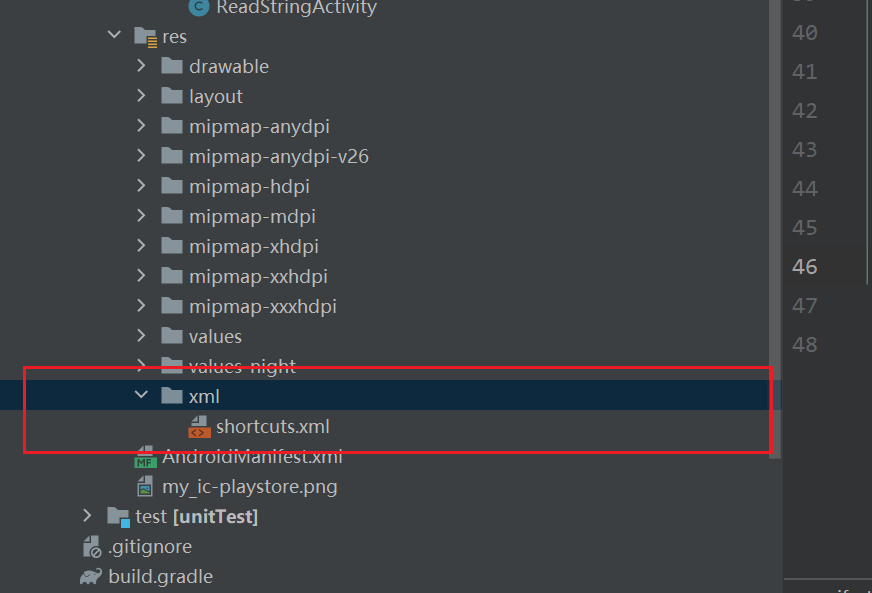 ReadStringActivity
res
drawable
layout
mipmap-anydpi
mipmap-anydpi-v26
mipmap-hdpi
mipmap-mdpi
mipmap-xhdpi
mipmap-xxhdpi
mipmap-xxxhdpi
values
values-night
xml
shortcuts.xml
MF AndroidManifest.xml
my_ic-playstore.png
test [unitTest]
.gitignore
build.gradle
40
41
42
43
44
45
46
47
48